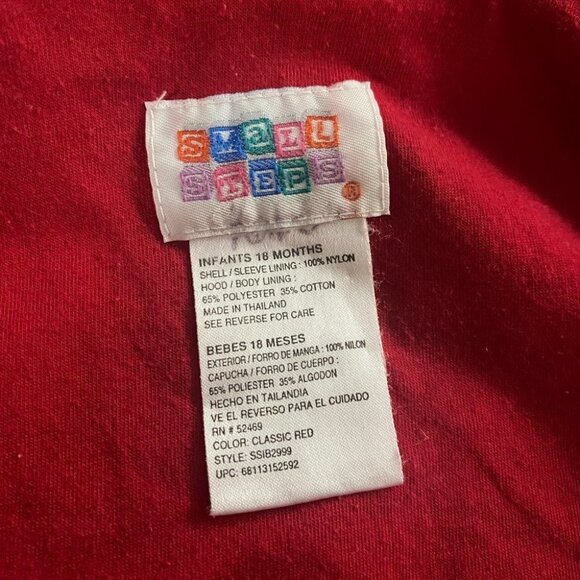 Small
STEPS®
INFANTS 18 MONTHS
SHELL / SLEEVE LINING : 100% NYLON
HOOD / BODY LINING :
65% POLYESTER 35% COTTON
MADE IN THAILAND
SEE REVERSE FOR CARE
BEBES 18 MESES
EXTERIOR / FORRO DE MANGA : 100% NILON
CAPUCHA / FORRO DE CUERPO :
65% POLIESTER 35% ALGODON
HECHO EN TAILANDIA
VE EL REVERSO PARA EL CUIDADO
RN # 52469
COLOR: CLASSIC RED
STYLE: SSIB2999
UPC: 68113152592